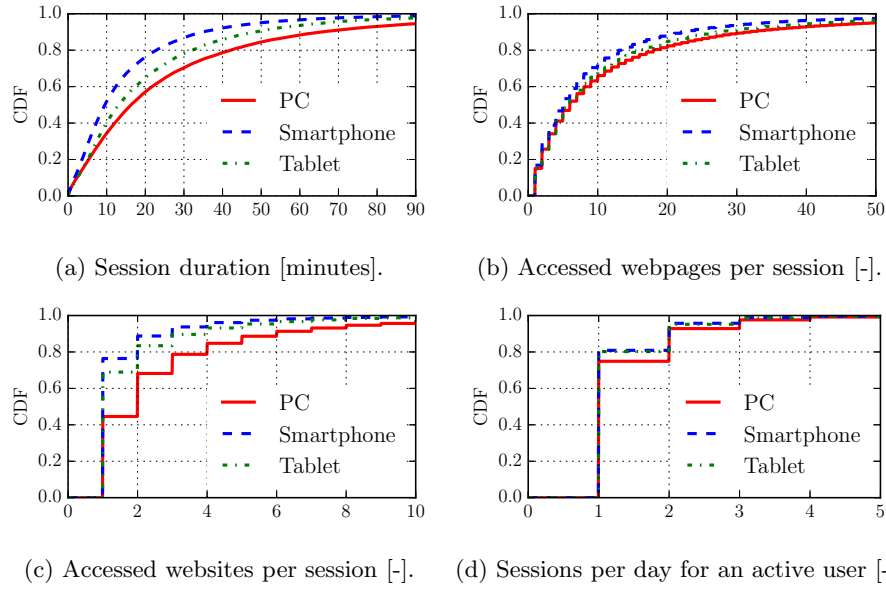 1.0
0.8
0.6
0.4
0.2
0.0
CDF
0 10 20 30 40 50 60 70 80 90
PC
Smartphone
Tablet
(a) Session duration [minutes].
1.0
0.8
0.6
0.4
0.2
0.0
CDF
0 10 20 30 40 50
PC
Smartphone
Tablet
(b) Accessed webpages per session [-].
1.0
0.8
0.6
0.4
0.2
0.0
CDF
0 2 4 6 8 10
PC
Smartphone
Tablet
(c) Accessed websites per session [-].
1.0
0.8
0.6
0.4
0.2
0.0
CDF
0 1 2 3 4 5
PC
Smartphone
Tablet
(d) Sessions per day for an active user [-